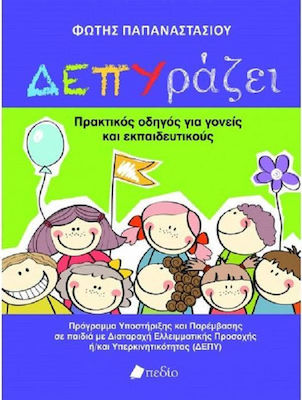 ΦΩΤΗΣ ΠΑΠΑΝΑΣΤΑΣΙΟΥ
ΔΕΠΥράζει
Πρακτικός οδηγός για γονείς
και εκπαιδευτικούς
Πρόγραμμα Υποστήριξης και Παρέμβασης
σε παιδιά με Διαταραχή Ελλειμματικής Προσοχής
ή/και Υπερκινητικότητας (ΔΕΠΥ)
πεδίο